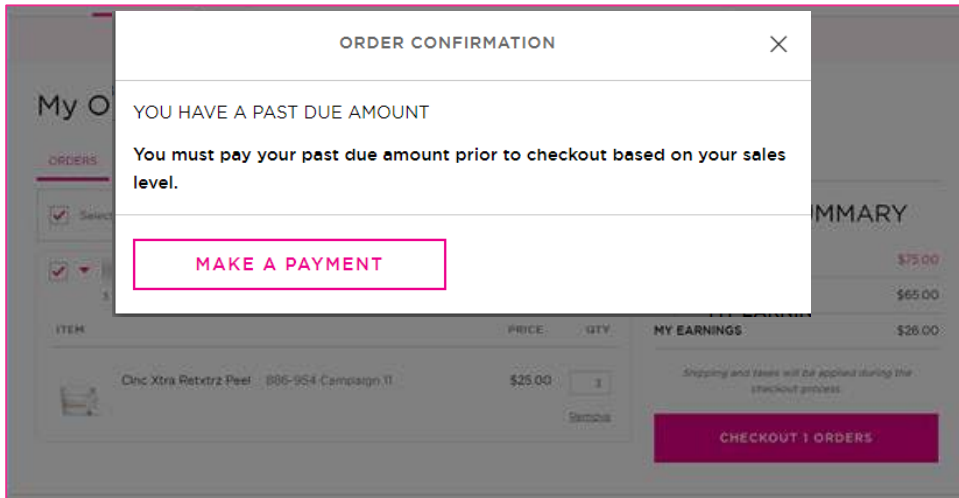 ORDER CONFIRMATION
My O
YOU HAVE A PAST DUE AMOUNT
You must pay your past due amount prior to checkout based on your sales
level.
ORDERS
Select
MMARY
MAKE A PAYMENT
$75.00
3
$65.00
ITEM PRICE QTY
MY EARNINGS $26.00
Clnc Xtra Retxtrz Peel 886-954 Campaign 11 $25.00 3
Remove
Shipping and taxes will be applied during the
checkout process.
CHECKOUT 1 ORDERS